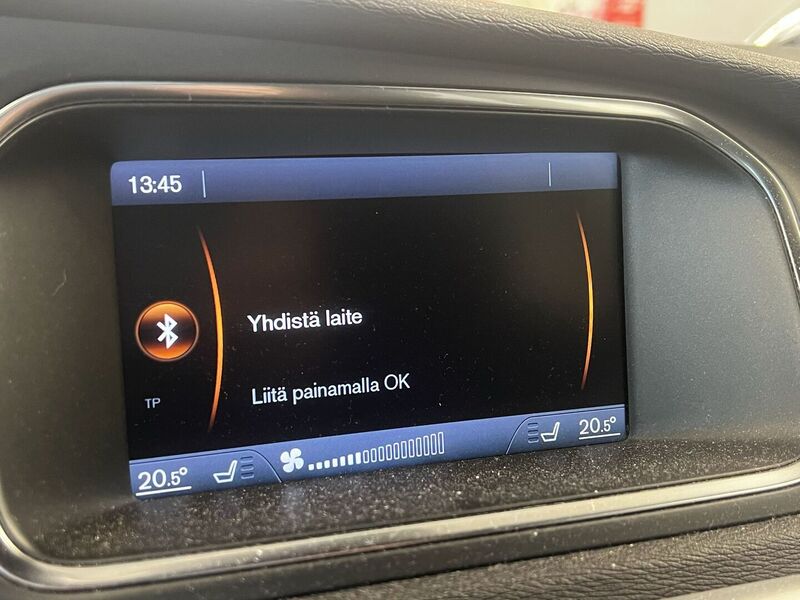 13:45
Yhdistä laite
Liitä painamalla OK
TP
20.5°
20.5°